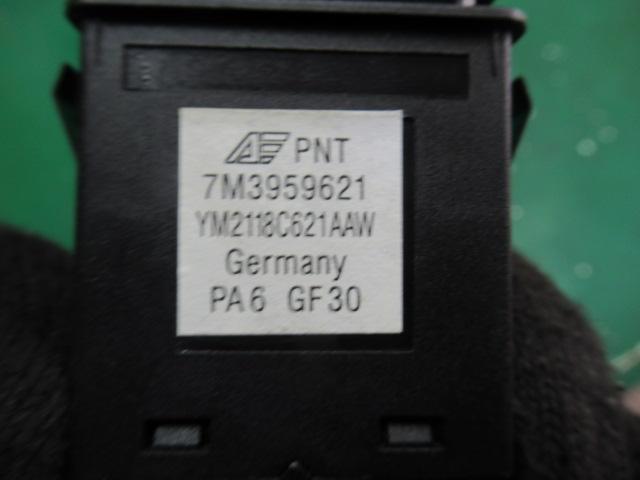 PNT
7M3959621
YM2118C621AAW
Germany
PA6 GF30